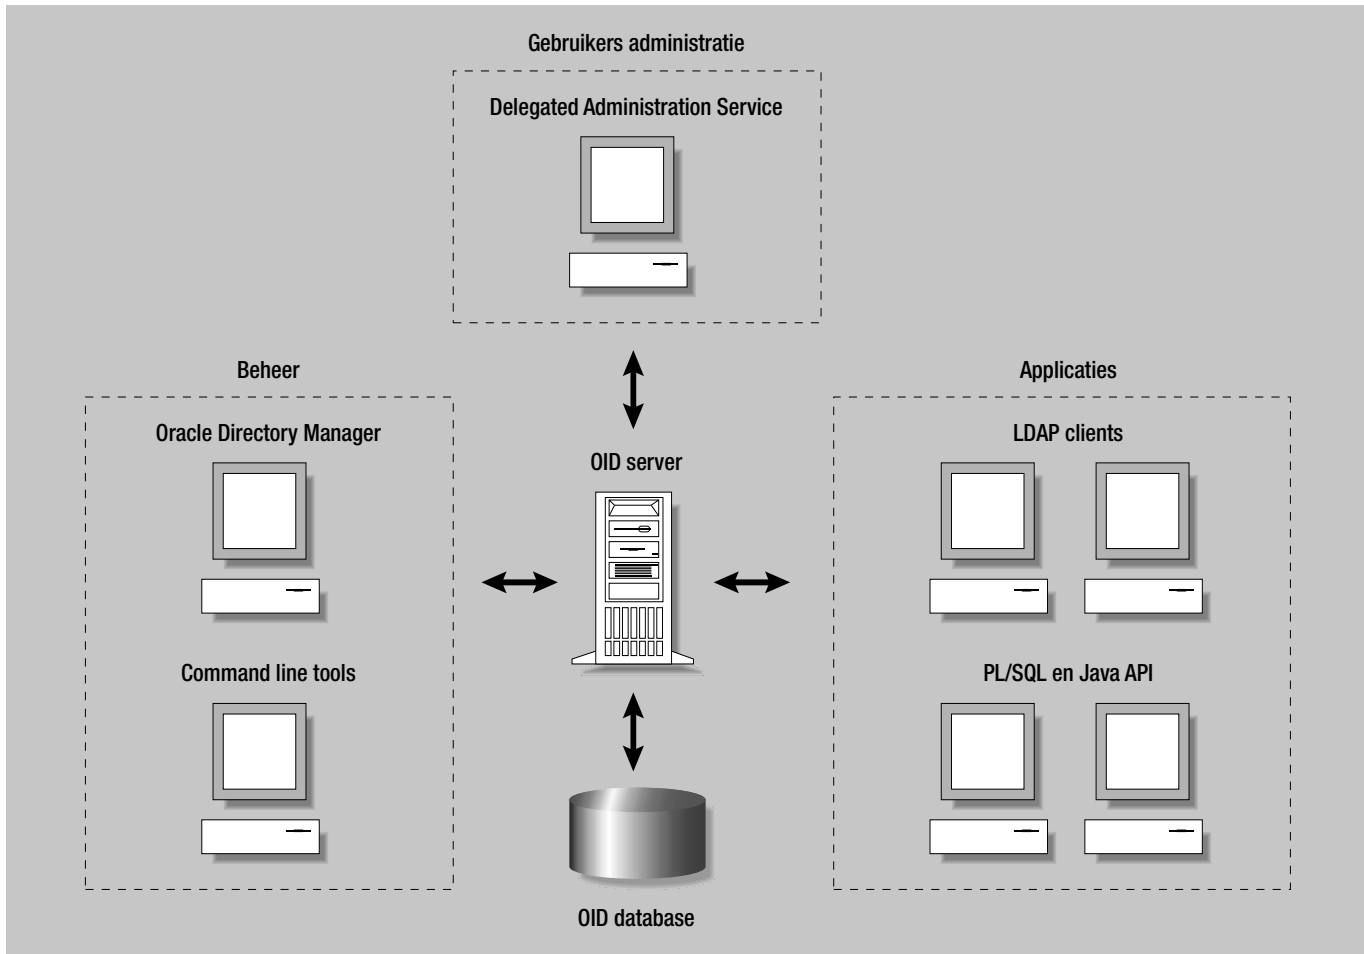 Gebruikers administratie
Delegated Administration Service
Beheer
Oracle Directory Manager
Command line tools
OID server
OID database
Applicaties
LDAP clients
PL/SQL en Java API